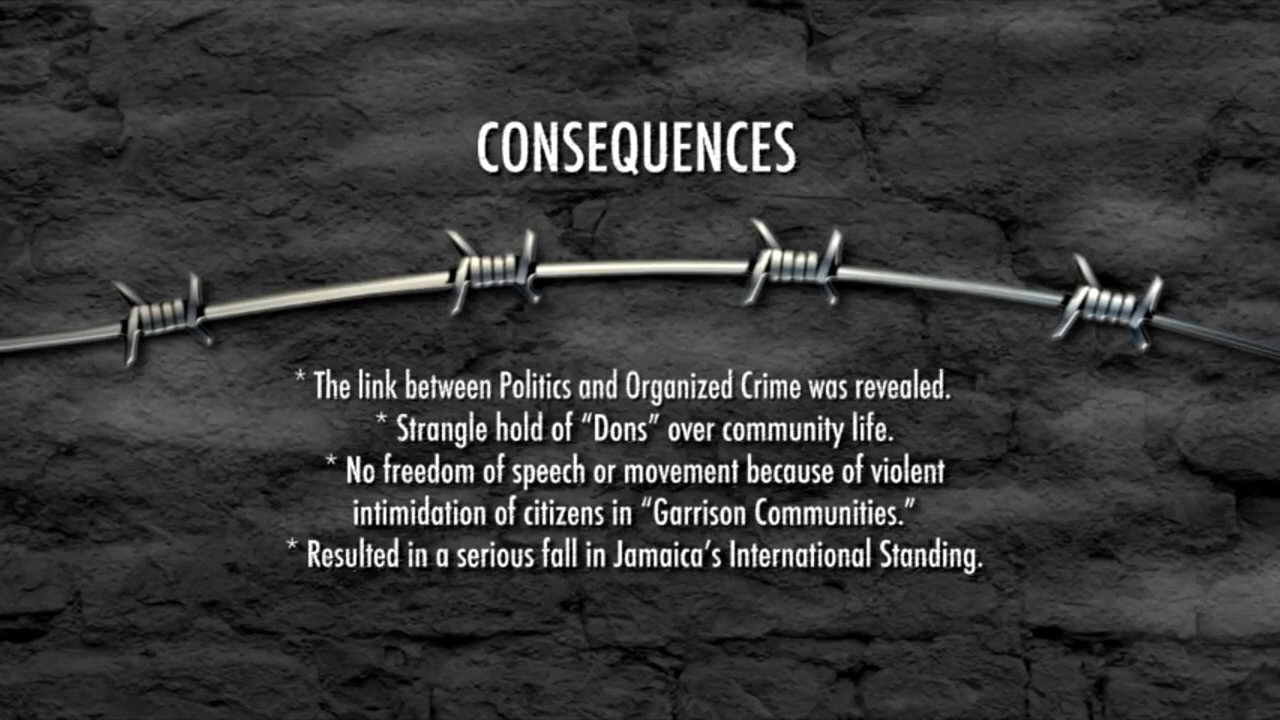 CONSEQUENCES
* The link between Politics and Organized Crime was revealed.
* Strangle hold of “Dons” over community life.
* No freedom of speech or movement because of violent
intimidation of citizens in “Garrison Communities.”
* Resulted in a serious fall in Jamaica’s International Standing.